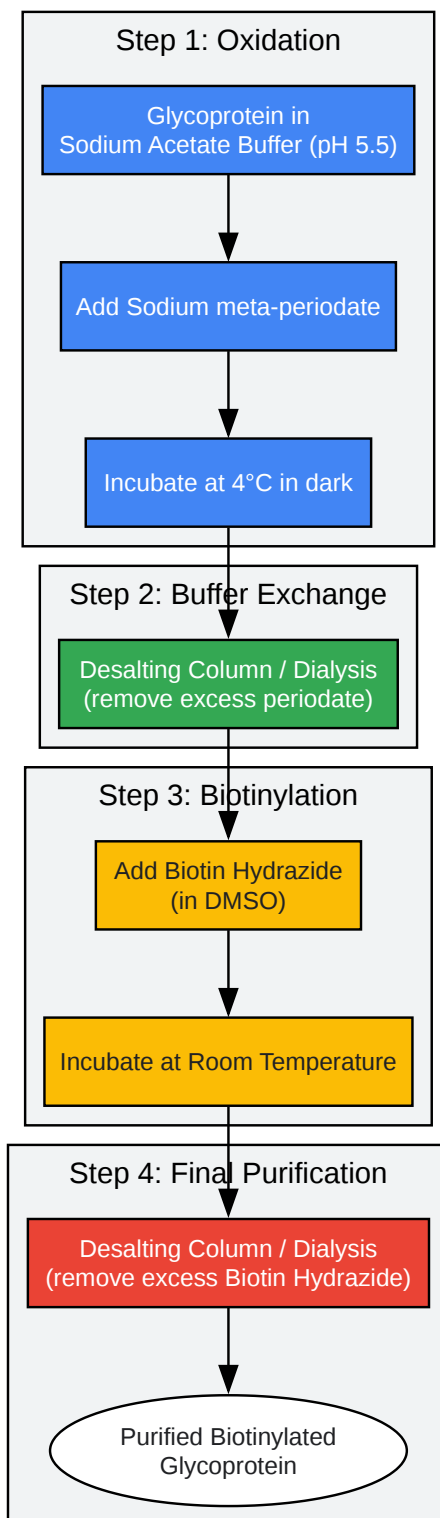 Step 1: Oxidation
Glycoprotein in
Sodium Acetate Buffer (pH 5.5)
Add Sodium meta-periodate
Incubate at 4°C in dark
Step 2: Buffer Exchange
Desalting Column / Dialysis
(remove excess periodate)
Step 3: Biotinylation
Add Biotin Hydrazide
(in DMSO)
Incubate at Room Temperature
Step 4: Final Purification
Desalting Column / Dialysis
(remove excess Biotin Hydrazide)
Purified Biotinylated
Glycoprotein